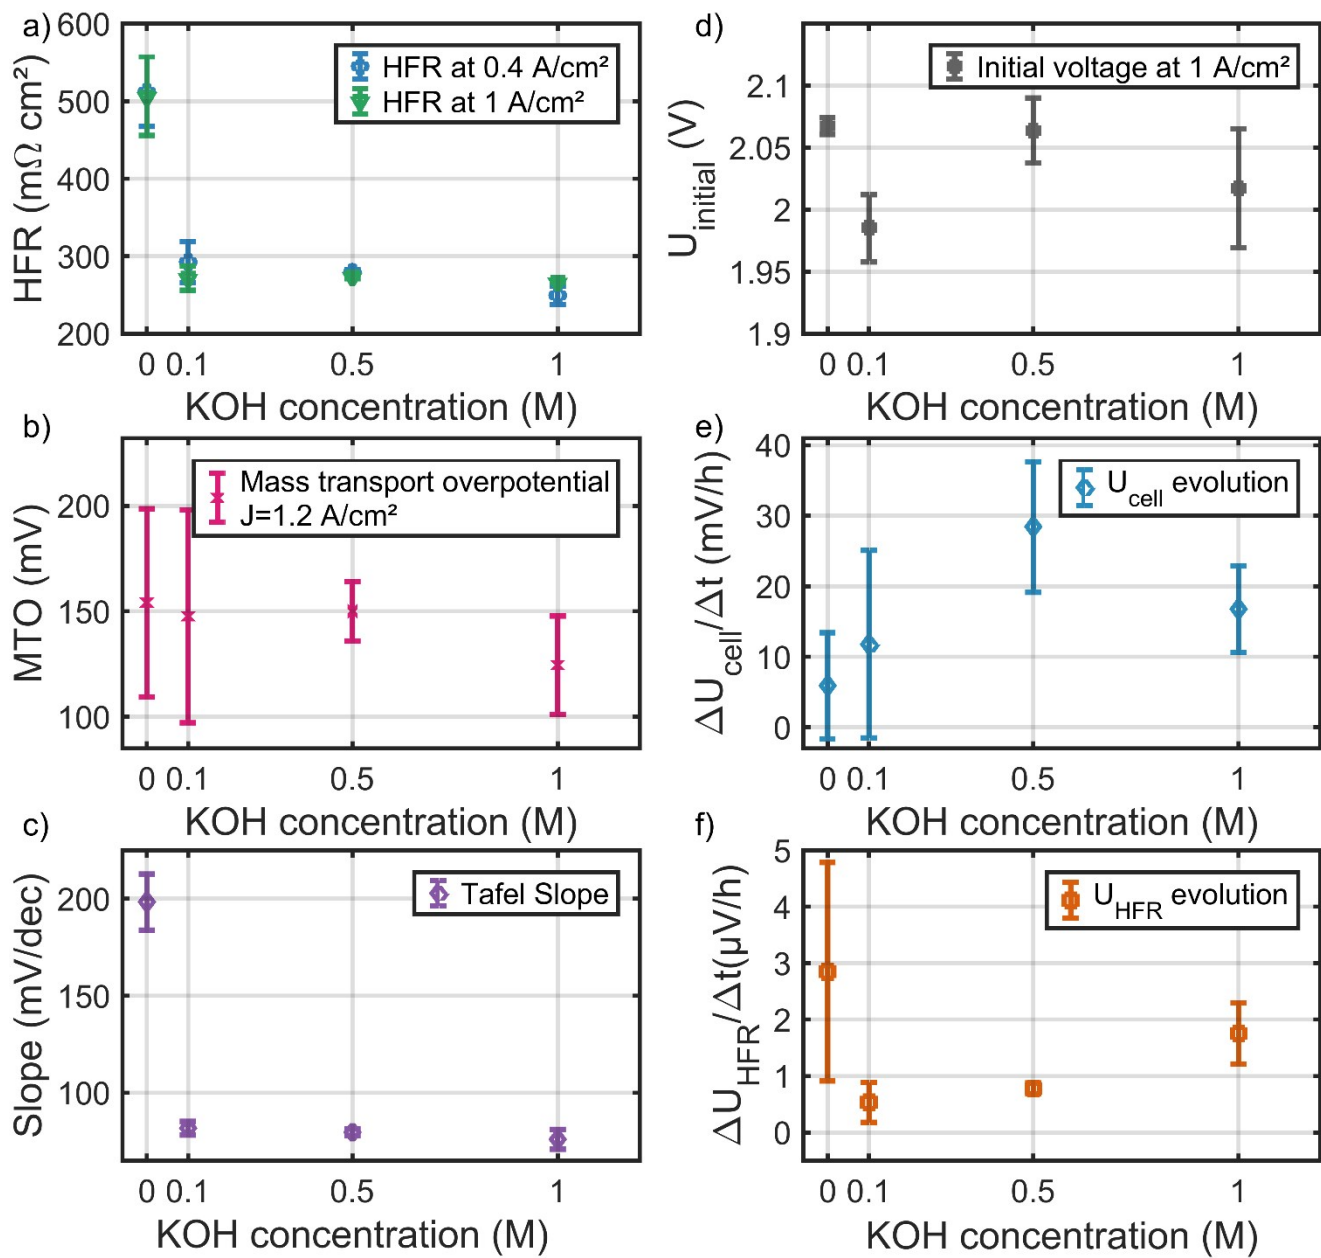 a)
HFR (mΩ cm²)
600
500
400
300
200
HFR at 0.4 A/cm²
HFR at 1 A/cm²
0 0.1 0.5 1
KOH concentration (M)
b)
MTO (mV)
200
150
100
Mass transport overpotential
J=1.2 A/cm²
0 0.1 0.5 1
KOH concentration (M)
c)
Slope (mV/dec)
200
100
Tafel Slope
0 0.1 0.5 1
KOH concentration (M)
d)
U_initial (V)
2.1
2.05
2
1.95
1.9
Initial voltage at 1 A/cm²
0 0.1 0.5 1
KOH concentration (M)
e)
ΔU_cell/Δt (mV/h)
40
30
20
10
0
U_cell evolution
0 0.1 0.5 1
KOH concentration (M)
f)
ΔU_HFR/Δt(μV/h)
5
4
3
2
1
0
U_HFR evolution
0 0.1 0.5 1
KOH concentration (M)